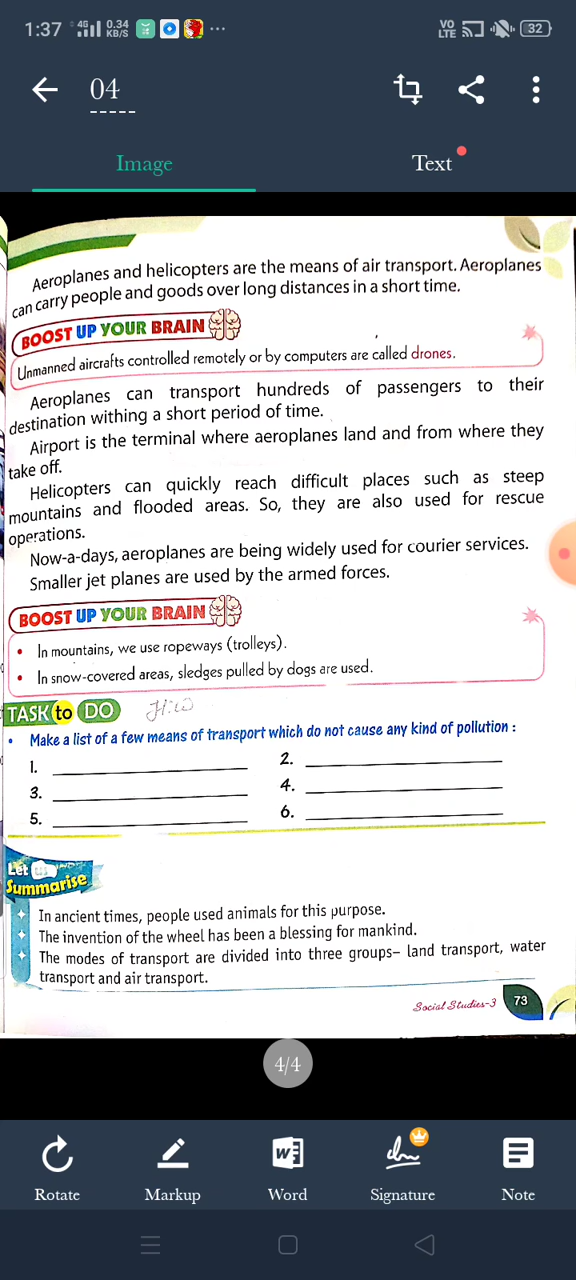 1:37 4G 0.34 KB/S ... VO LTE 32
04
Image Text
Aeroplanes and helicopters are the means of air transport. Aeroplanes
can carry people and goods over long distances in a short time.
BOOST UP YOUR BRAIN
Unmanned aircrafts controlled remotely or by computers are called drones.
Aeroplanes can transport hundreds of passengers to their
destination withing a short period of time.
Airport is the terminal where aeroplanes land and from where they
take off.
Helicopters can quickly reach difficult places such as steep
mountains and flooded areas. So, they are also used for rescue
operations.
Now-a-days, aeroplanes are being widely used for courier services.
Smaller jet planes are used by the armed forces.
BOOST UP YOUR BRAIN
• In mountains, we use ropeways (trolleys).
• In snow-covered areas, sledges pulled by dogs are used.
TASK to DO H.W
• Make a list of a few means of transport which do not cause any kind of pollution :
1. 2.
3. 4.
5. 6.
Let us
Summarise
In ancient times, people used animals for this purpose.
The invention of the wheel has been a blessing for mankind.
The modes of transport are divided into three groups– land transport, water
transport and air transport.
Social Studies-3 73
4/4
Rotate Markup Word Signature Note